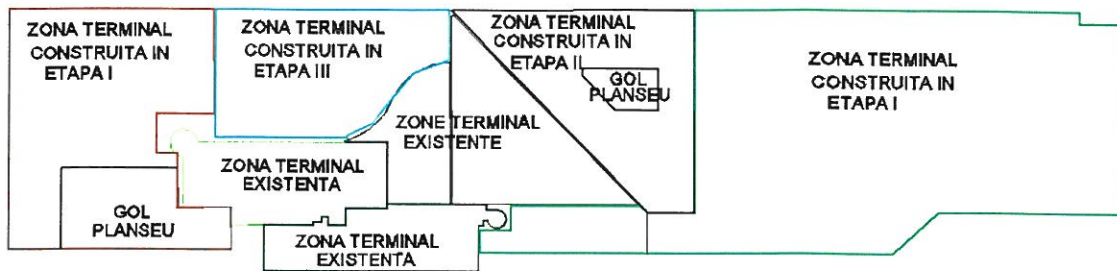 ZONA TERMINAL
CONSTRUITA IN
ETAPA I
ZONA TERMINAL
CONSTRUITA IN
ETAPA III
ZONA TERMINAL
CONSTRUITA IN
ETAPA II
GOL
PLANSEU
ZONA TERMINAL
CONSTRUITA IN
ETAPA I
ZONE TERMINAL
EXISTENTE
ZONA TERMINAL
EXISTENTA
GOL
PLANSEU
ZONA TERMINAL
EXISTENTA